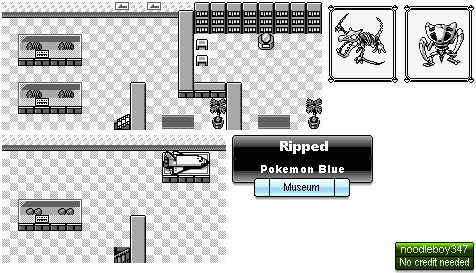 Ripped
Pokemon Blue
Museum
noodleboy347
No credit needed